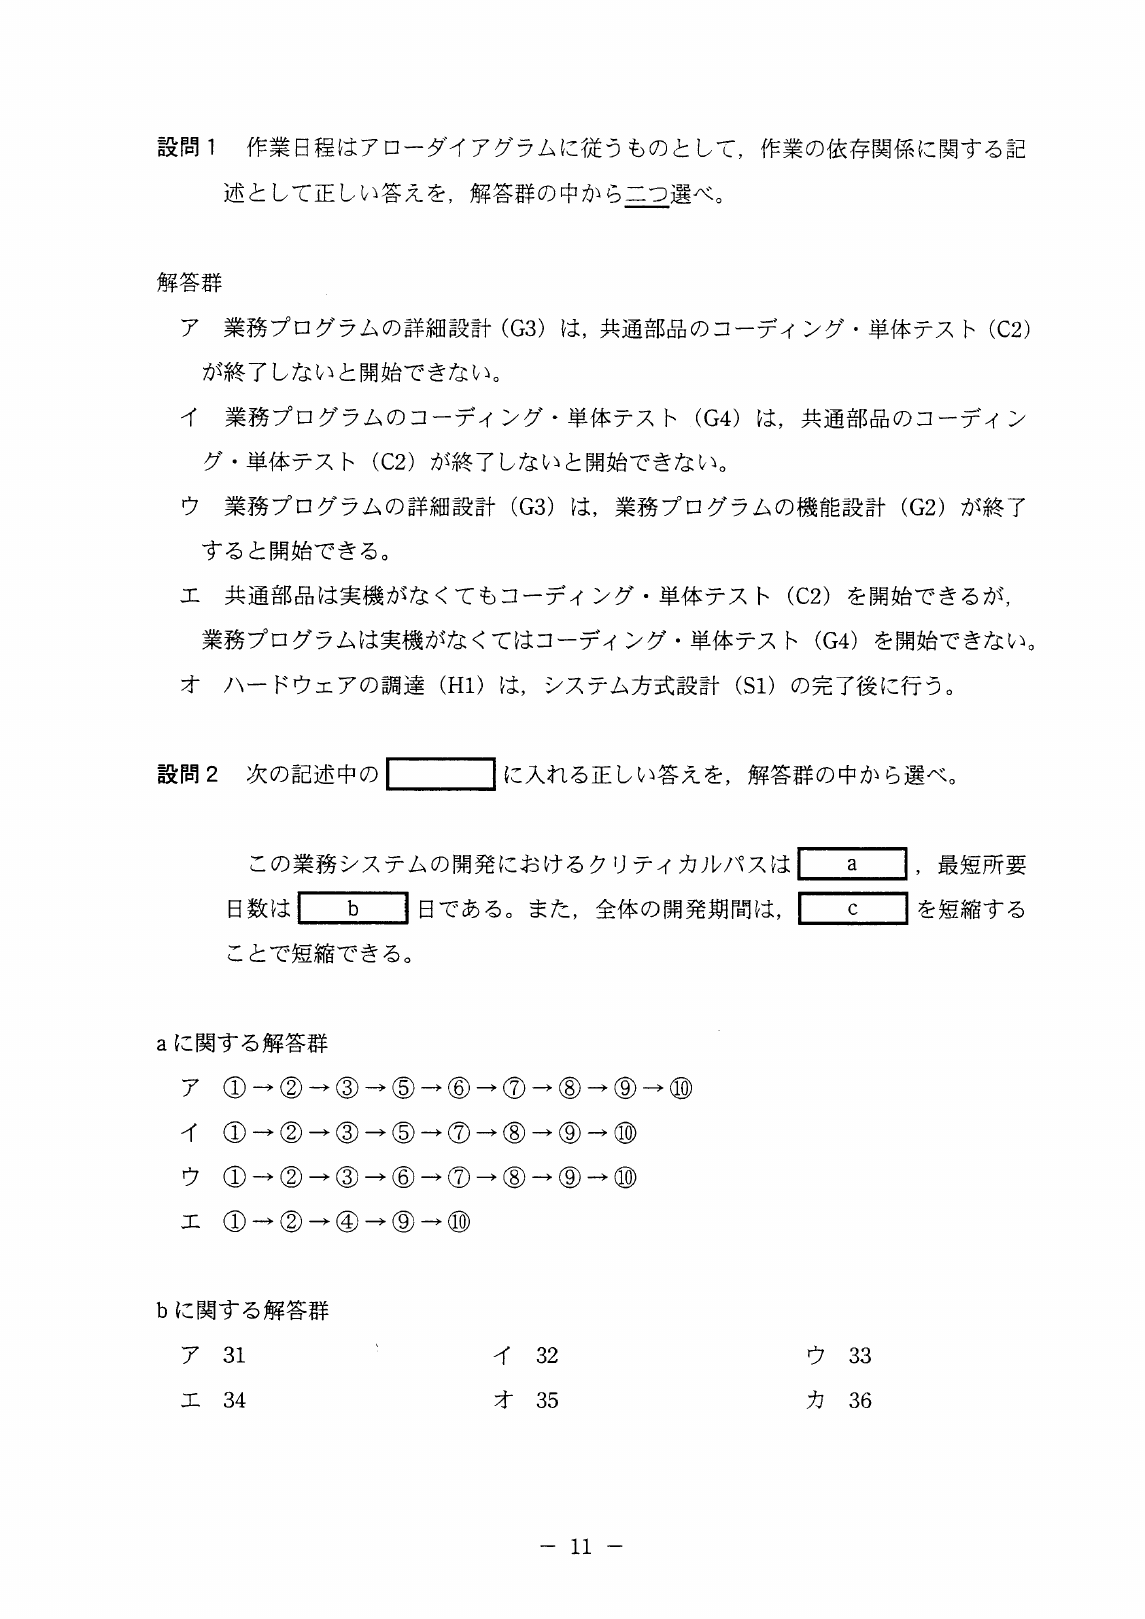 設問1 作業日程はアローダイアグラムに従うものとして，作業の依存関係に関する記
述として正しい答えを，解答群の中から二つ選べ。
解答群
ア 業務プログラムの詳細設計（G3）は，共通部品のコーディング・単体テスト（C2）
が終了しないと開始できない。
イ 業務プログラムのコーディング・単体テスト（G4）は，共通部品のコーディン
グ・単体テスト（C2）が終了しないと開始できない。
ウ 業務プログラムの詳細設計（G3）は，業務プログラムの機能設計（G2）が終了
すると開始できる。
エ 共通部品は実機がなくてもコーディング・単体テスト（C2）を開始できるが，
業務プログラムは実機がなくてはコーディング・単体テスト（G4）を開始できない。
オ ハードウェアの調達（H1）は，システム方式設計（S1）の完了後に行う。
設問2 次の記述中の に入れる正しい答えを，解答群の中から選べ。
この業務システムの開発におけるクリティカルパスは a ，最短所要
日数は b 日である。また，全体の開発期間は， c を短縮する
ことで短縮できる。
aに関する解答群
ア ①→②→③→⑤→⑥→⑦→⑧→⑨→⑩
イ ①→②→③→⑤→⑦→⑧→⑨→⑩
ウ ①→②→③→⑥→⑦→⑧→⑨→⑩
エ ①→②→④→⑨→⑩
bに関する解答群
ア 31 イ 32 ウ 33
エ 34 オ 35 カ 36
－ 11 －